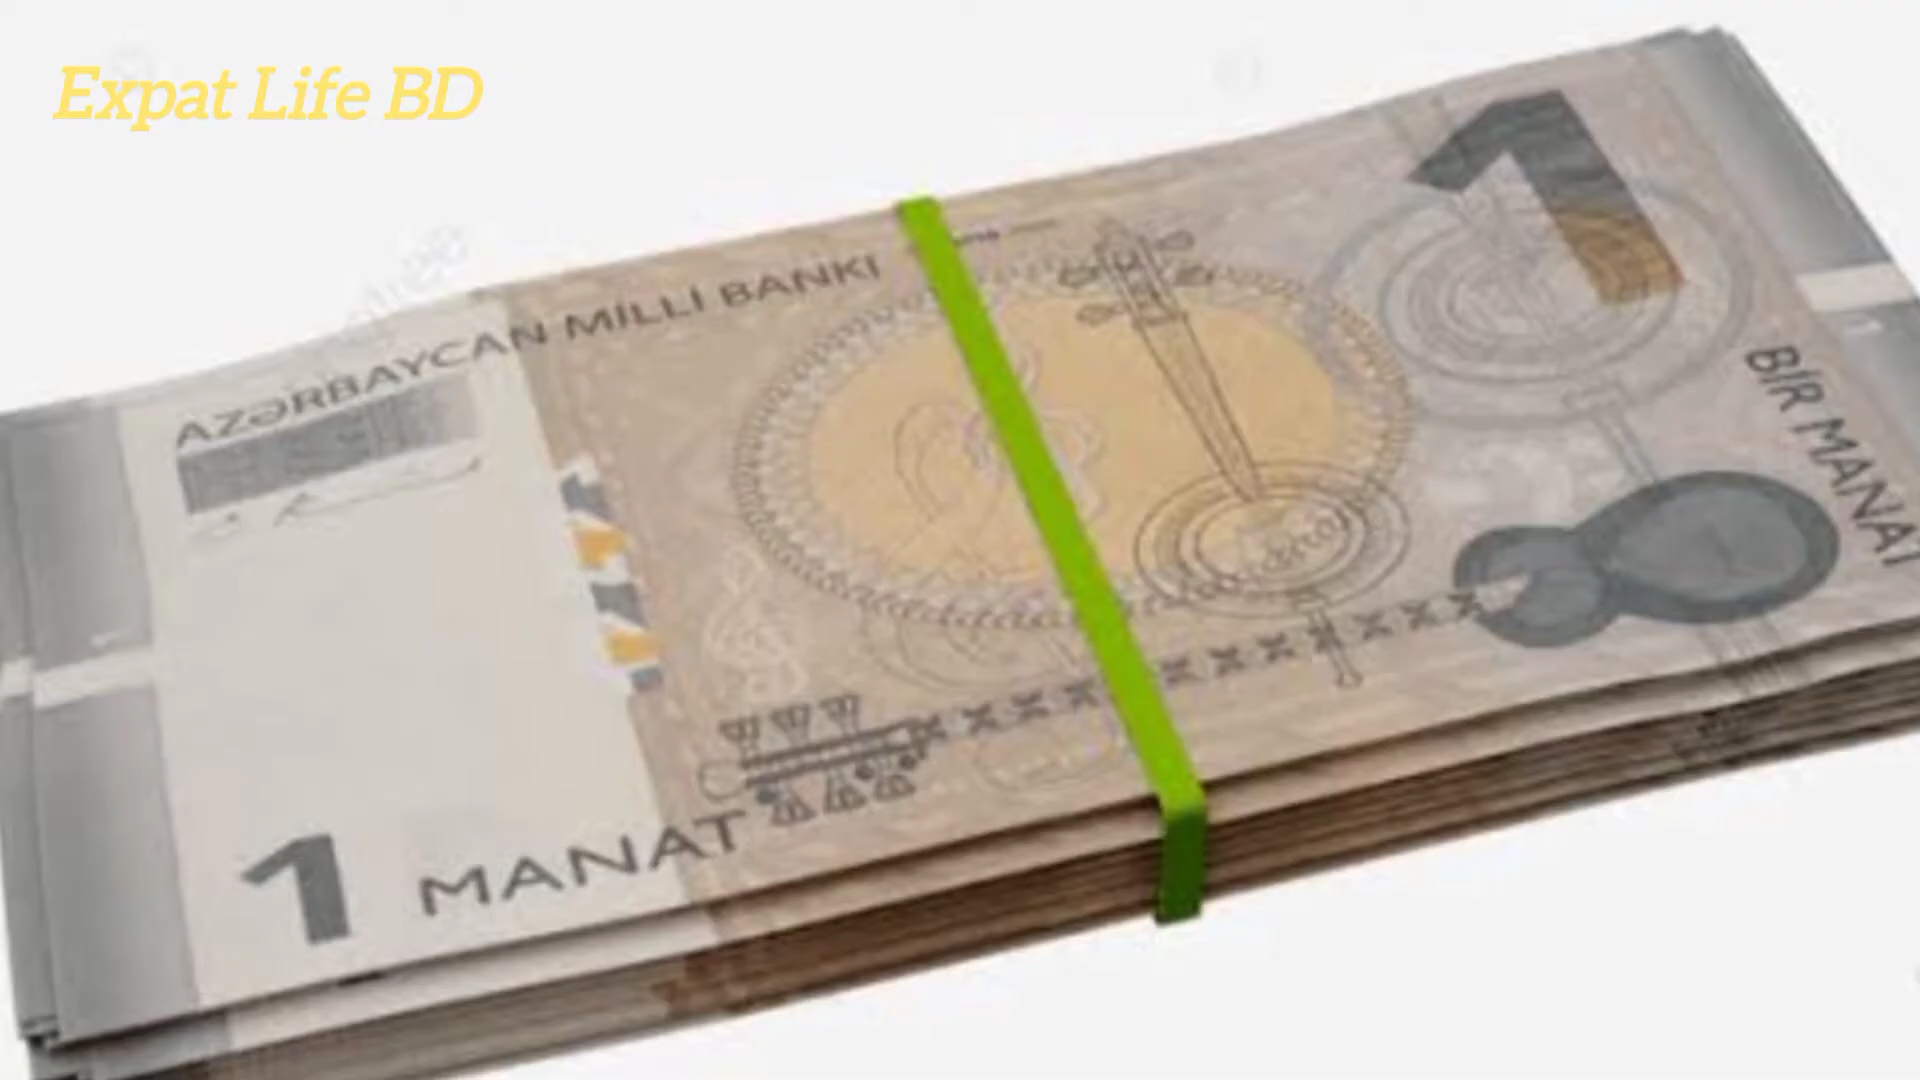 Expat Life BD
AZƏRBAYCAN MİLLİ BANKI
1
BİR MANAT
1 MANAT